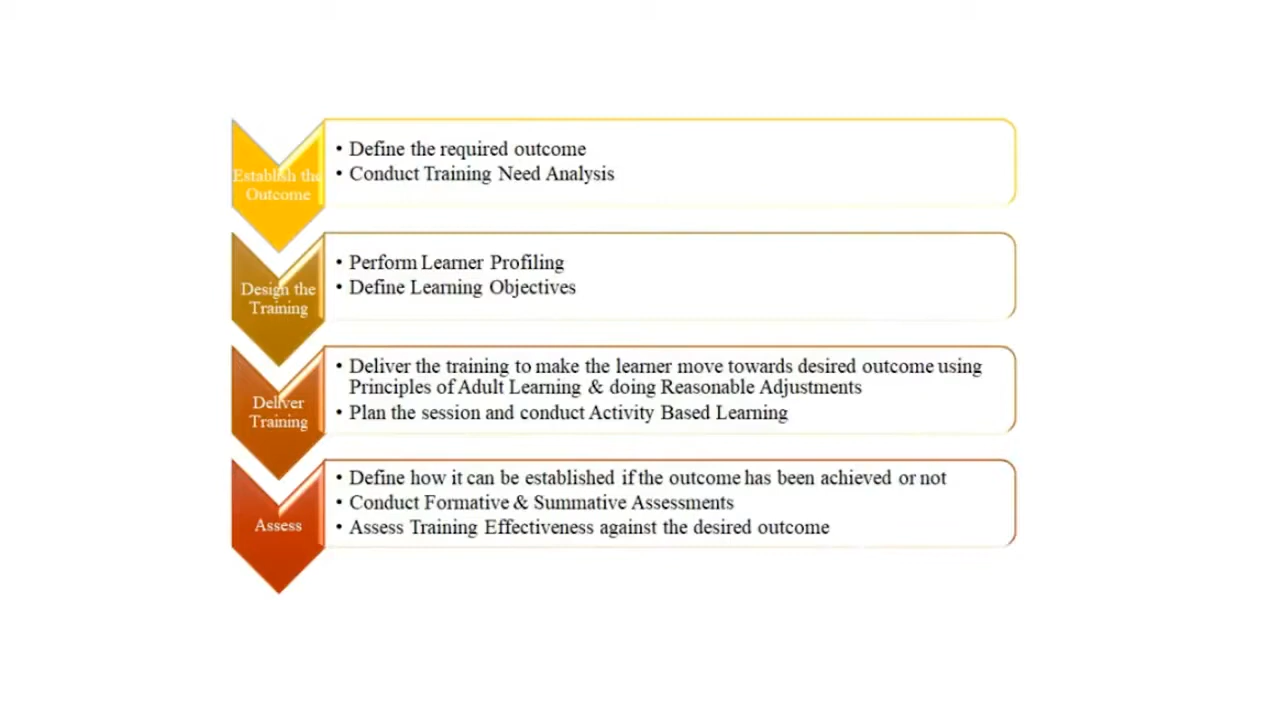 Establish the
Outcome
• Define the required outcome
• Conduct Training Need Analysis
Design the
Training
• Perform Learner Profiling
• Define Learning Objectives
Deliver
Training
• Deliver the training to make the learner move towards desired outcome using
Principles of Adult Learning & doing Reasonable Adjustments
• Plan the session and conduct Activity Based Learning
Assess
• Define how it can be established if the outcome has been achieved or not
• Conduct Formative & Summative Assessments
• Assess Training Effectiveness against the desired outcome